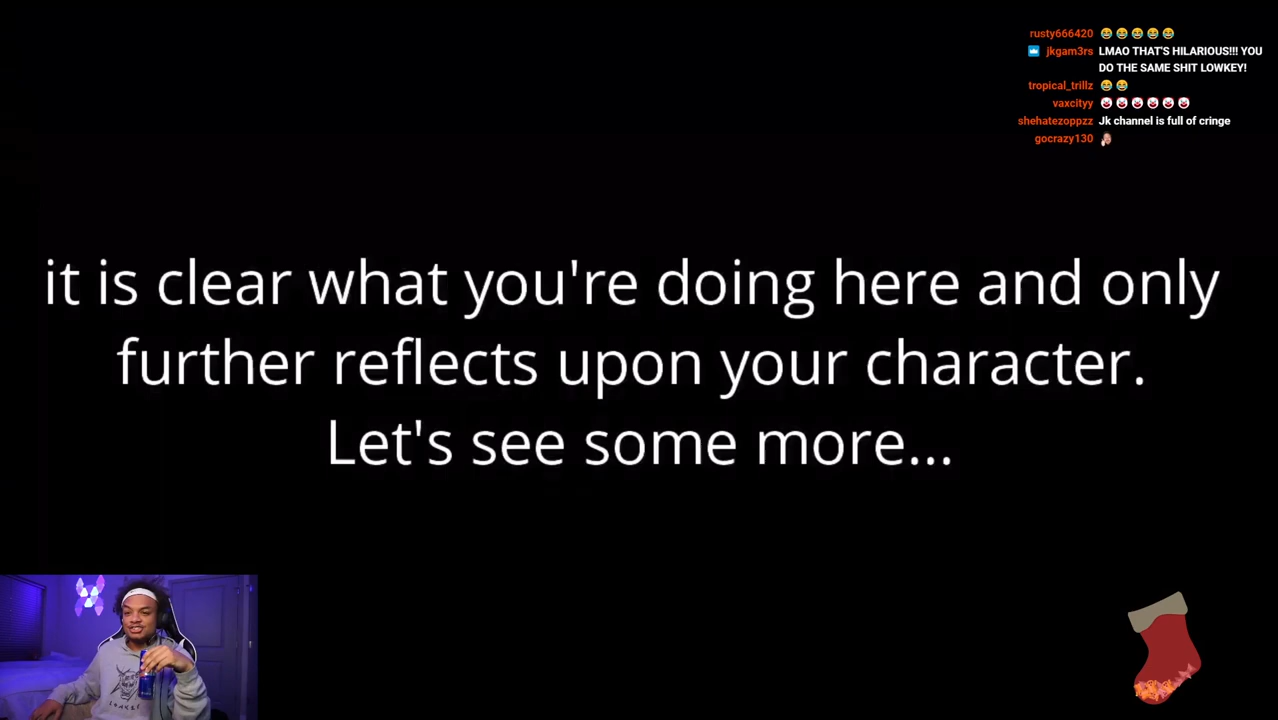 rusty666420 😂😂😂😂😂
jkgam3rs LMAO THAT'S HILARIOUS!!! YOU
DO THE SAME SHIT LOWKEY!
tropical_trillz 😂😂
vaxcityy 🤡🤡🤡🤡🤡🤡
shehatezoppzz Jk channel is full of cringe
gocrazy130
it is clear what you're doing here and only
further reflects upon your character.
Let's see some more...